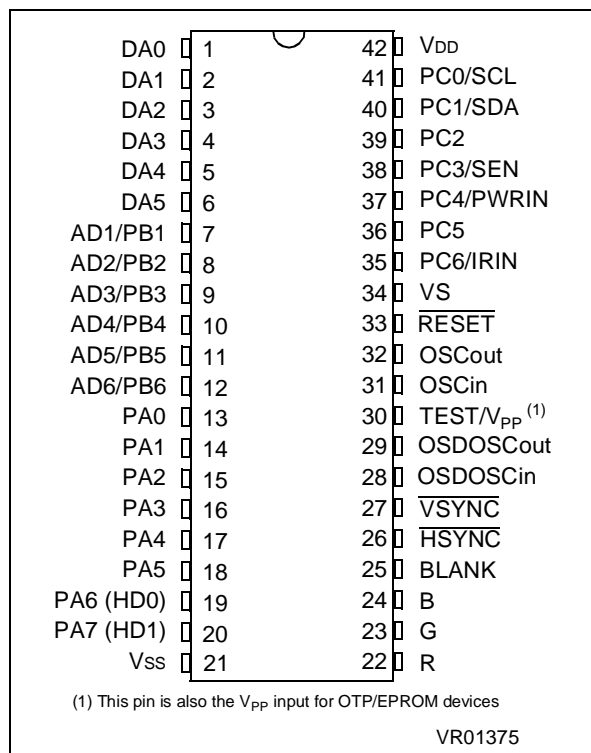 DA0 1 42 VDD
DA1 2 41 PC0/SCL
DA2 3 40 PC1/SDA
DA3 4 39 PC2
DA4 5 38 PC3/SEN
DA5 6 37 PC4/PWRIN
AD1/PB1 7 36 PC5
AD2/PB2 8 35 PC6/IRIN
AD3/PB3 9 34 VS
AD4/PB4 10 33 RESET
AD5/PB5 11 32 OSCout
AD6/PB6 12 31 OSCin
PA0 13 30 TEST/VPP (1)
PA1 14 29 OSDOSCout
PA2 15 28 OSDOSCin
PA3 16 27 VSYNC
PA4 17 26 HSYNC
PA5 18 25 BLANK
PA6 (HD0) 19 24 B
PA7 (HD1) 20 23 G
VSS 21 22 R
(1) This pin is also the VPP input for OTP/EPROM devices
VR01375